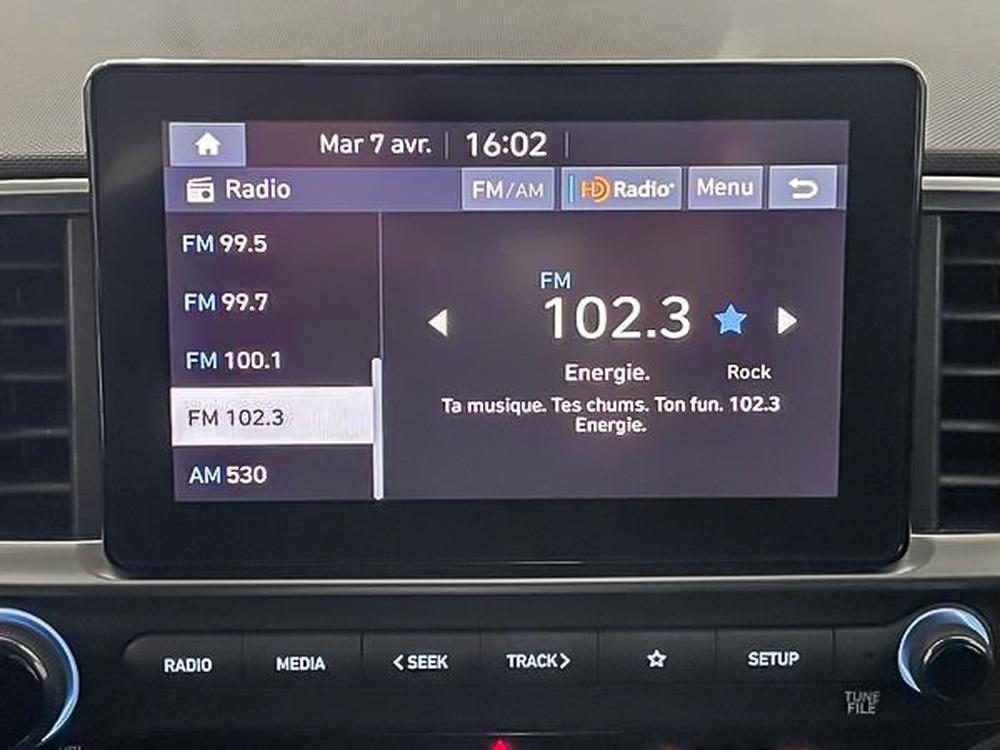 Mar 7 avr. 16:02
Radio FM/AM HD Radio Menu
FM 99.5
FM 99.7
FM 100.1
FM 102.3
AM 530
FM
102.3
Energie. Rock
Ta musique. Tes chums. Ton fun. 102.3
Energie.
RADIO MEDIA < SEEK TRACK > SETUP
TUNE
FILE